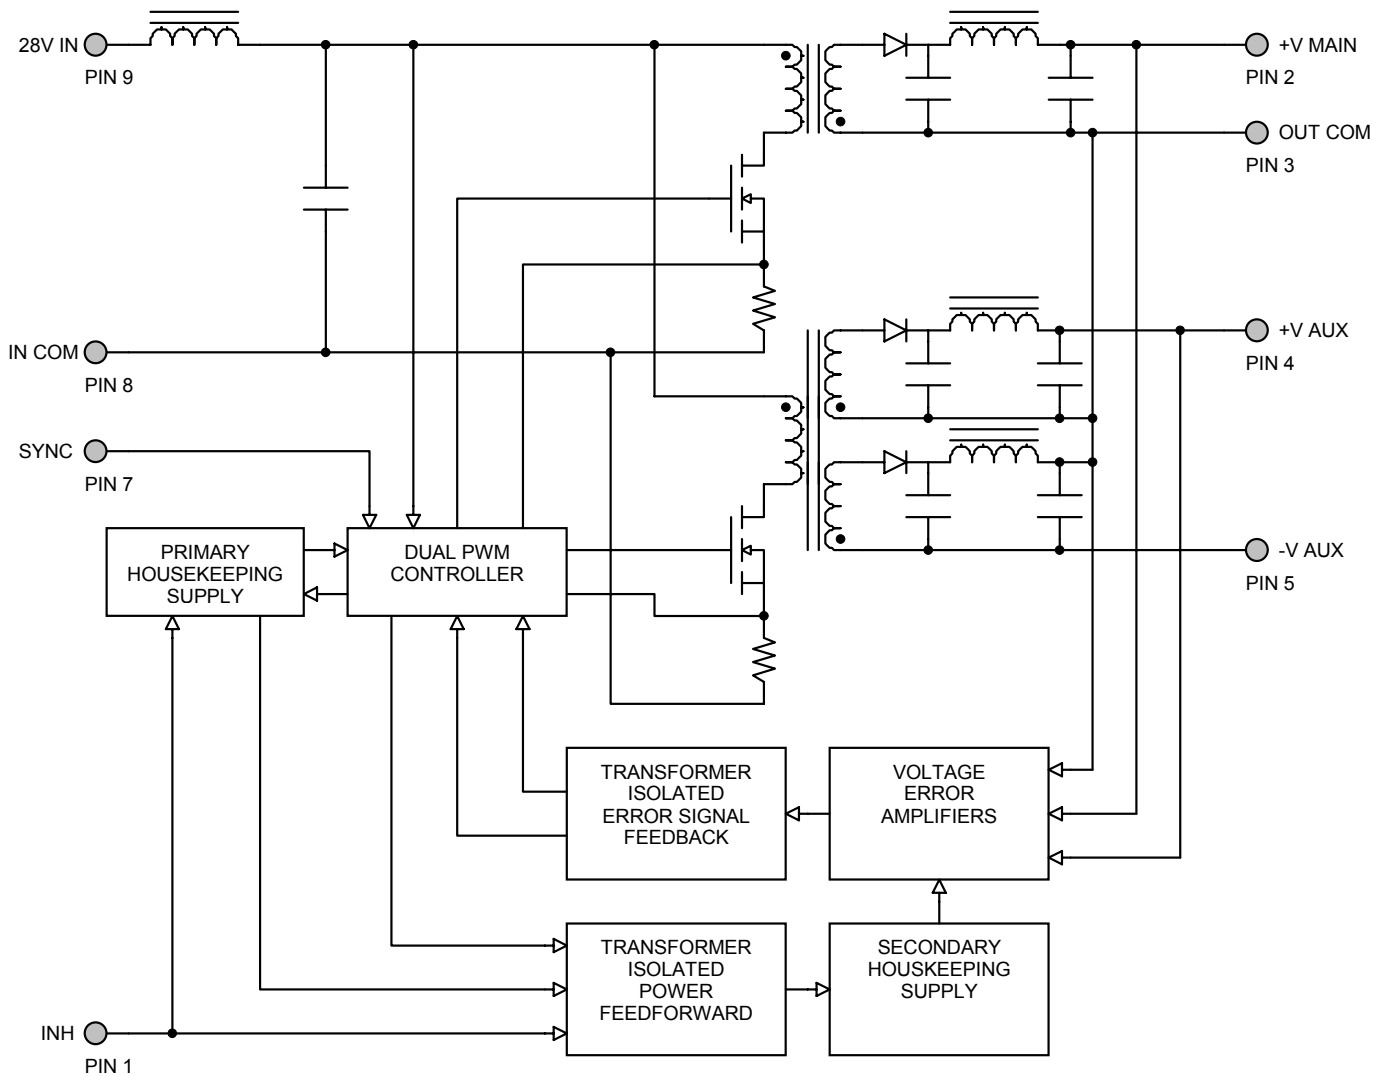 28V IN
PIN 9
+V MAIN
PIN 2
OUT COM
PIN 3
IN COM
PIN 8
+V AUX
PIN 4
SYNC
PIN 7
PRIMARY
HOUSEKEEPING
SUPPLY
DUAL PWM
CONTROLLER
-V AUX
PIN 5
TRANSFORMER
ISOLATED
ERROR SIGNAL
FEEDBACK
VOLTAGE
ERROR
AMPLIFIERS
TRANSFORMER
ISOLATED
POWER
FEEDFORWARD
SECONDARY
HOUSKEEPING
SUPPLY
INH
PIN 1